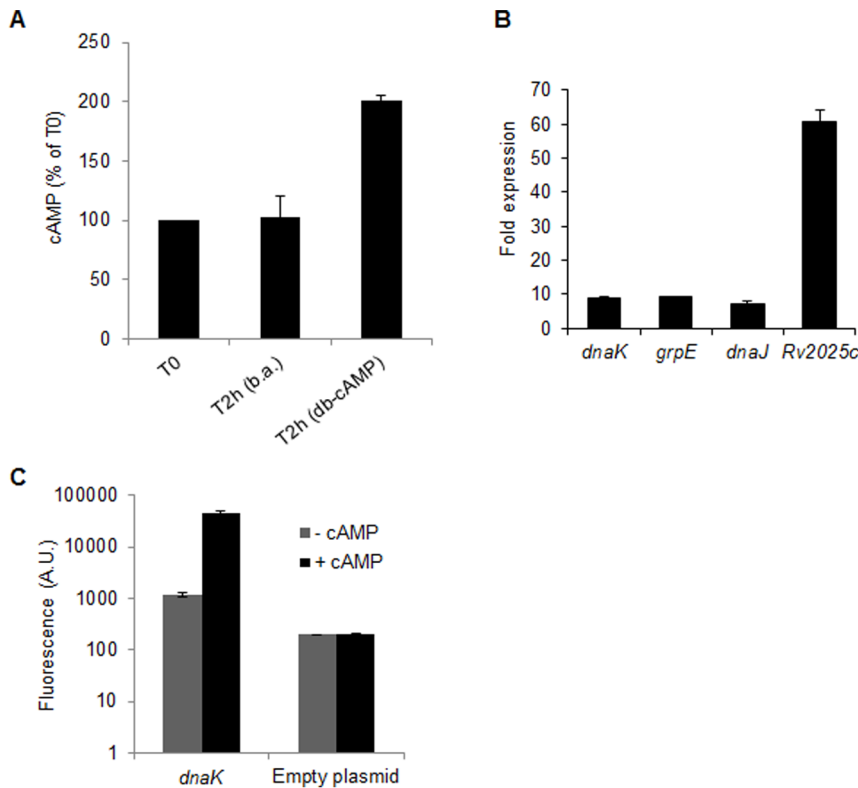 A
cAMP (% of T0)
250
200
150
100
50
0
T0
T2h (b.a.)
T2h (db-cAMP)
B
Fold expression
70
60
50
40
30
20
10
0
dnaK grpE dnaJ Rv2025c
C
Fluorescence (A.U.)
100000
10000
1000
100
10
1
- cAMP
+ cAMP
dnaK Empty plasmid